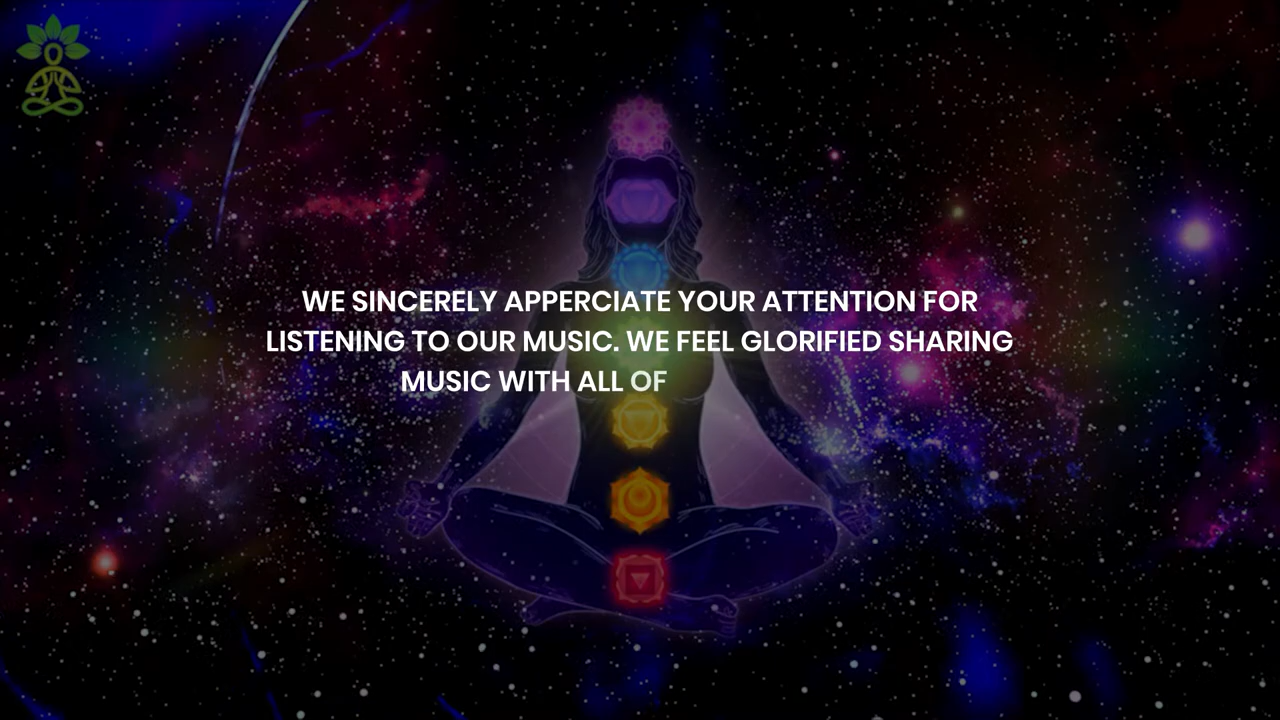 WE SINCERELY APPERCIATE YOUR ATTENTION FOR
LISTENING TO OUR MUSIC. WE FEEL GLORIFIED SHARING
MUSIC WITH ALL OF